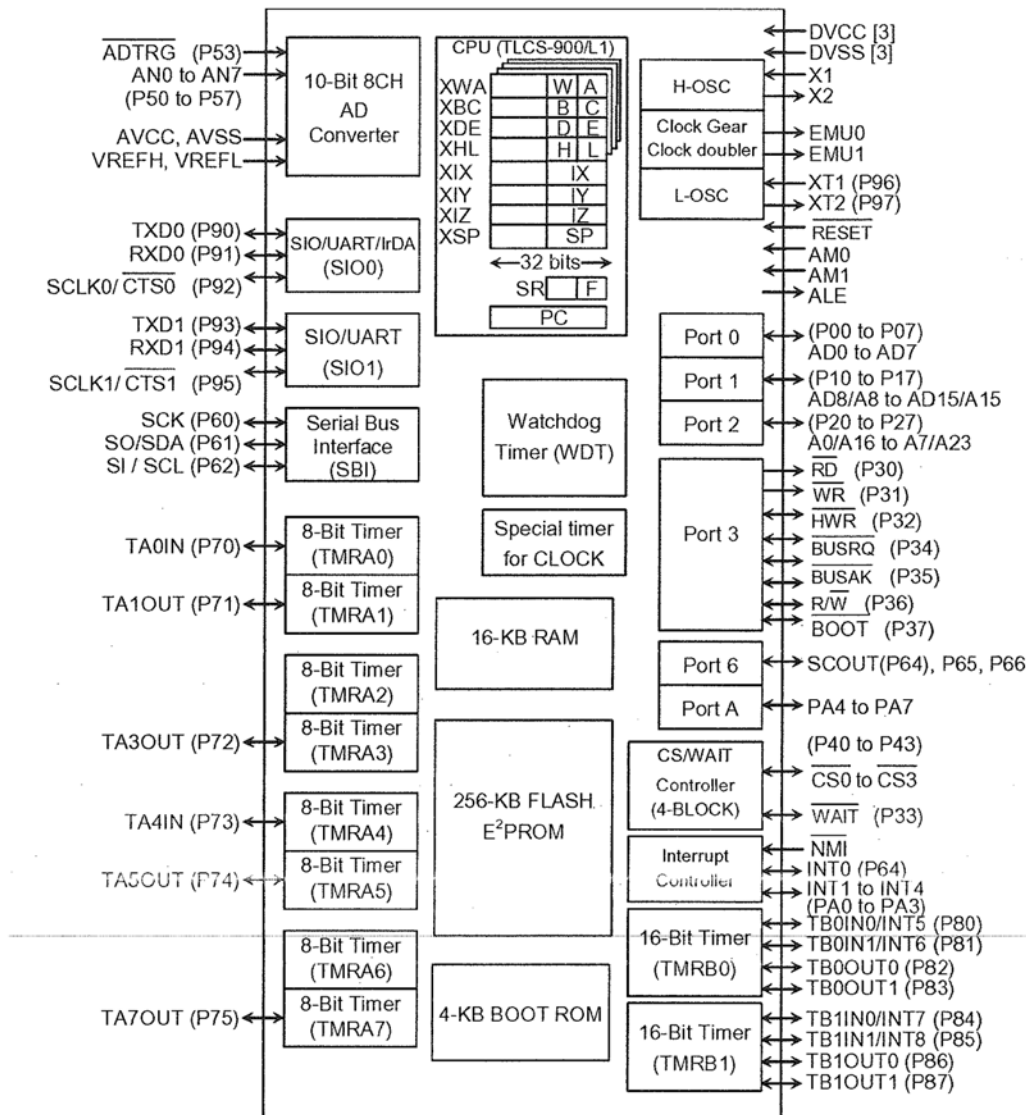 ADTRG (P53)
AN0 to AN7
(P50 to P57)
AVCC, AVSS
VREFH, VREFL
10-Bit 8CH
AD
Converter
TXD0 (P90)
RXD0 (P91)
SCLK0/ CTS0 (P92)
SIO/UART/IrDA
(SIO0)
TXD1 (P93)
RXD1 (P94)
SCLK1/ CTS1 (P95)
SIO/UART
(SIO1)
SCK (P60)
SO/SDA (P61)
SI / SCL (P62)
Serial Bus
Interface
(SBI)
TA0IN (P70)
8-Bit Timer
(TMRA0)
TA1OUT (P71)
8-Bit Timer
(TMRA1)
8-Bit Timer
(TMRA2)
TA3OUT (P72)
8-Bit Timer
(TMRA3)
TA4IN (P73)
8-Bit Timer
(TMRA4)
TA5OUT (P74)
8-Bit Timer
(TMRA5)
8-Bit Timer
(TMRA6)
TA7OUT (P75)
8-Bit Timer
(TMRA7)
CPU (TLCS-900/L1)
XWA W A
XBC B C
XDE D E
XHL H L
XIX IX
XIY IY
XIZ IZ
XSP SP
32 bits
SR F
PC
Watchdog
Timer (WDT)
Special timer
for CLOCK
16-KB RAM
256-KB FLASH
E²PROM
4-KB BOOT ROM
DVCC [3]
DVSS [3]
H-OSC
X1
X2
Clock Gear
Clock doubler
EMU0
EMU1
L-OSC
XT1 (P96)
XT2 (P97)
RESET
AM0
AM1
ALE
Port 0
(P00 to P07)
AD0 to AD7
Port 1
(P10 to P17)
AD8/A8 to AD15/A15
Port 2
(P20 to P27)
A0/A16 to A7/A23
Port 3
RD (P30)
WR (P31)
HWR (P32)
BUSRQ (P34)
BUSAK (P35)
R/W (P36)
BOOT (P37)
Port 6
SCOUT(P64), P65, P66
Port A
PA4 to PA7
CS/WAIT
Controller
(4-BLOCK)
(P40 to P43)
CS0 to CS3
WAIT (P33)
Interrupt
Controller
NMI
INT0 (P64)
INT1 to INT4
(PA0 to PA3)
16-Bit Timer
(TMRB0)
TB0IN0/INT5 (P80)
TB0IN1/INT6 (P81)
TB0OUT0 (P82)
TB0OUT1 (P83)
16-Bit Timer
(TMRB1)
TB1IN0/INT7 (P84)
TB1IN1/INT8 (P85)
TB1OUT0 (P86)
TB1OUT1 (P87)